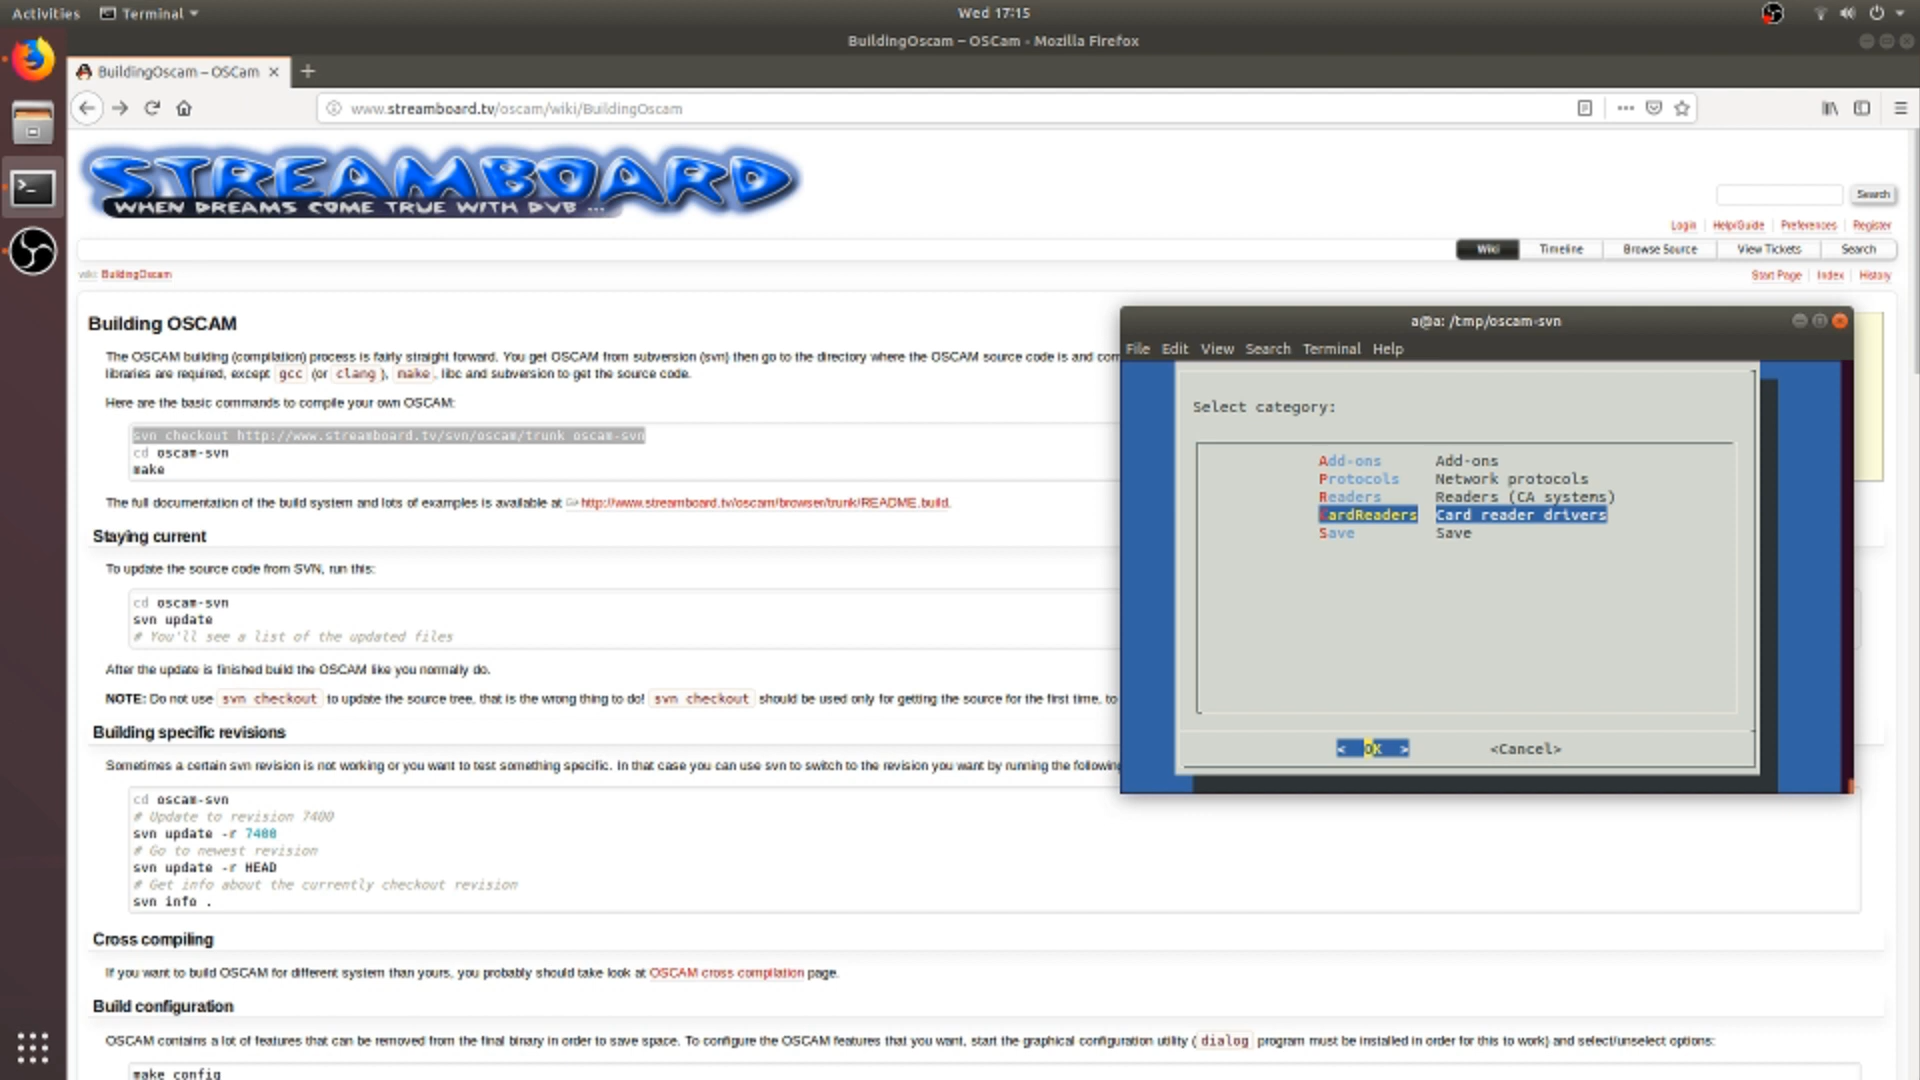 Activities Terminal Wed 17:15
BuildingOscam – OSCam - Mozilla Firefox
BuildingOscam – OSCam
www.streamboard.tv/oscam/wiki/BuildingOscam
STREAMBOARD
WHEN DREAMS COME TRUE WITH DVB ...
Search
Login Help/Guide Preferences Register
Wiki Timeline Browse Source View Tickets Search
wiki: BuildingOscam
Start Page Index History
Building OSCAM
The OSCAM building (compilation) process is fairly straight forward. You get OSCAM from subversion (svn) then go to the directory where the OSCAM source code is and
libraries are required, except gcc (or clang), make, libc and subversion to get the source code.
Here are the basic commands to compile your own OSCAM:
svn checkout http://www.streamboard.tv/svn/oscam/trunk oscam-svn
cd oscam-svn
make
The full documentation of the build system and lots of examples is available at http://www.streamboard.tv/oscam/browser/trunk/README.build.
Staying current
To update the source code from SVN, run this:
cd oscam-svn
svn update
# You'll see a list of the updated files
After the update is finished build the OSCAM like you normally do.
NOTE: Do not use svn checkout to update the source tree, that is the wrong thing to do! svn checkout should be used only for getting the source for the first time, to
Building specific revisions
Sometimes a certain svn revision is not working or you want to test something specific. In that case you can use svn to switch to the revision you want by running the following
cd oscam-svn
# Update to revision 7400
svn update -r 7400
# Go to newest revision
svn update -r HEAD
# Get info about the currently checkout revision
svn info .
Cross compiling
If you want to build OSCAM for different system than yours, you probably should take look at OSCAM cross compilation page.
Build configuration
OSCAM contains a lot of features that can be removed from the final binary in order to save space. To configure the OSCAM features that you want, start the graphical configuration utility (dialog program must be installed in order for this to work) and select/unselect options:
make config
a@a: /tmp/oscam-svn
File Edit View Search Terminal Help
Select category:
Add-ons Add-ons
Protocols Network protocols
Readers Readers (CA systems)
CardReaders Card reader drivers
Save Save
< OK > <Cancel>